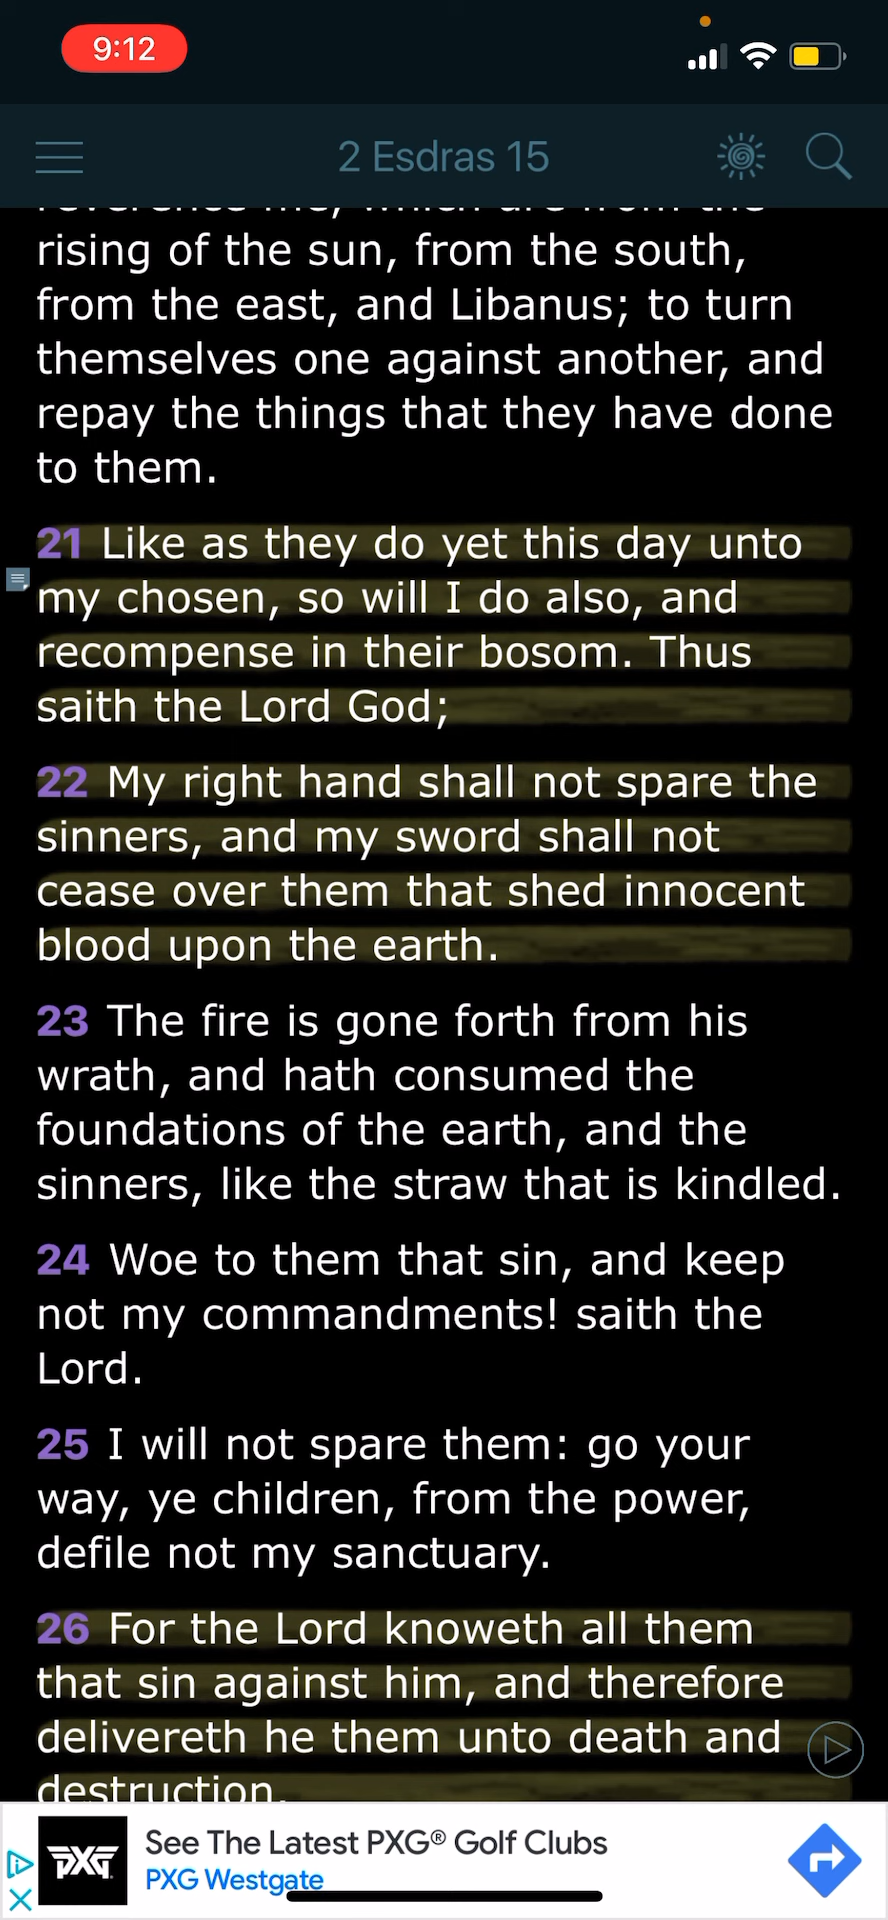 9:12
2 Esdras 15
reverence me, which are from the
rising of the sun, from the south,
from the east, and Libanus; to turn
themselves one against another, and
repay the things that they have done
to them.
21 Like as they do yet this day unto
my chosen, so will I do also, and
recompense in their bosom. Thus
saith the Lord God;
22 My right hand shall not spare the
sinners, and my sword shall not
cease over them that shed innocent
blood upon the earth.
23 The fire is gone forth from his
wrath, and hath consumed the
foundations of the earth, and the
sinners, like the straw that is kindled.
24 Woe to them that sin, and keep
not my commandments! saith the
Lord.
25 I will not spare them: go your
way, ye children, from the power,
defile not my sanctuary.
26 For the Lord knoweth all them
that sin against him, and therefore
delivereth he them unto death and
destruction.
PXG
See The Latest PXG® Golf Clubs
PXG Westgate